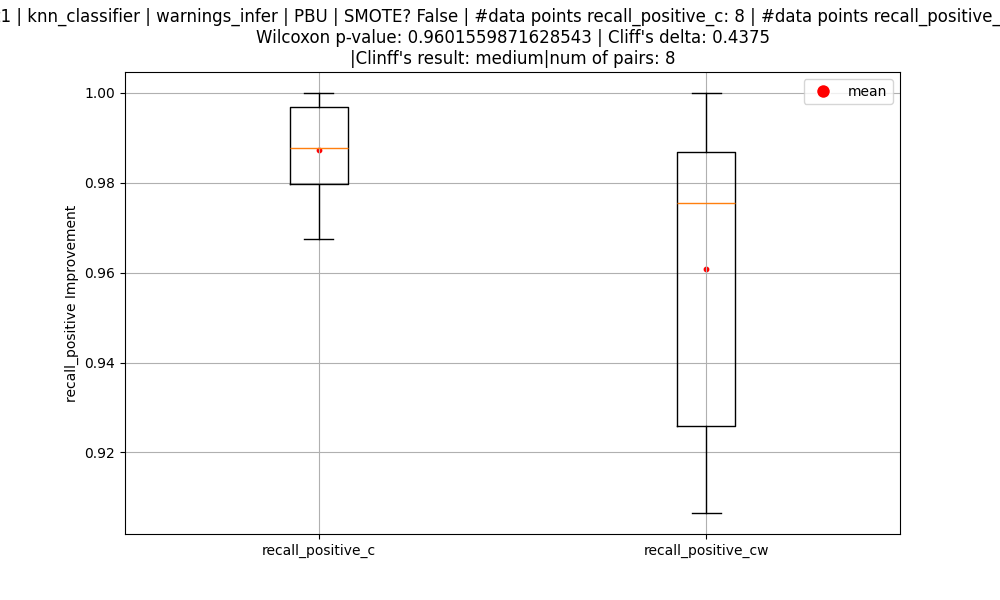 1 | knn_classifier | warnings_infer | PBU | SMOTE? False | #data points recall_positive_c: 8 | #data points recall_positive_
Wilcoxon p-value: 0.9601559871628543 | Cliff's delta: 0.4375
|Clinff's result: medium|num of pairs: 8
mean
1.00
0.98
0.96
0.94
0.92
recall_positive Improvement
recall_positive_c
recall_positive_cw